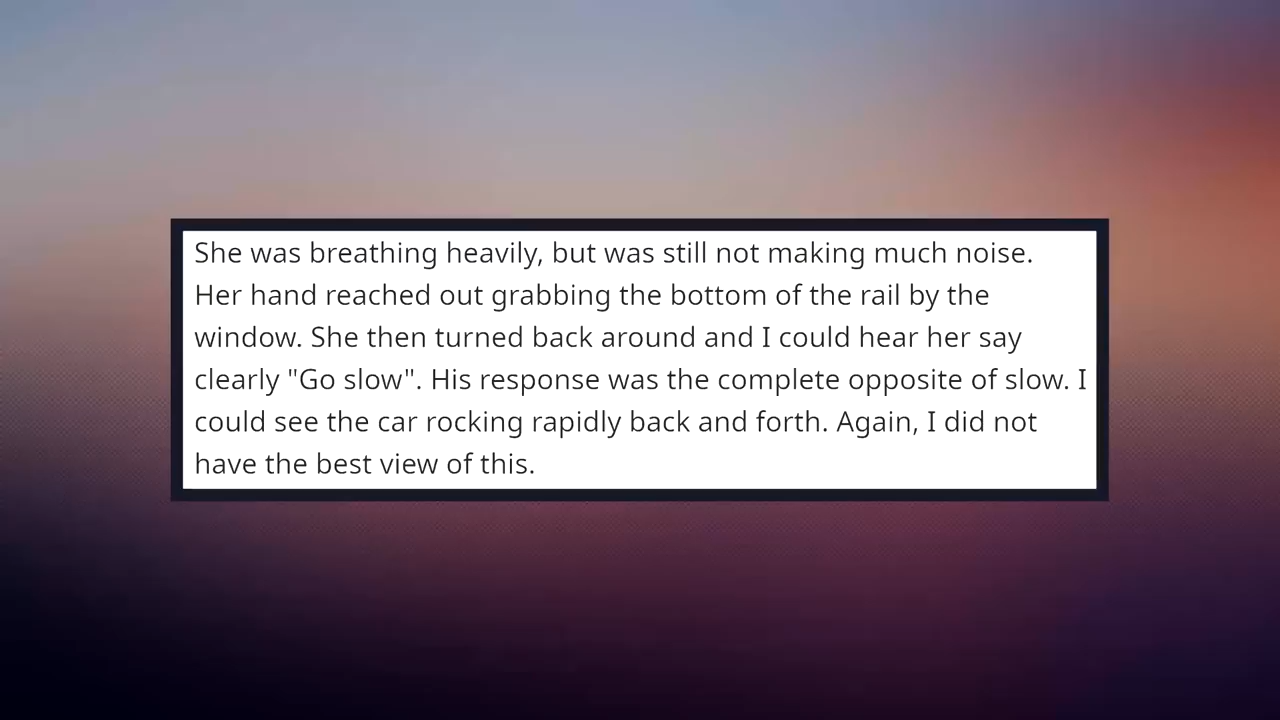 She was breathing heavily, but was still not making much noise.
Her hand reached out grabbing the bottom of the rail by the
window. She then turned back around and I could hear her say
clearly "Go slow". His response was the complete opposite of slow. I
could see the car rocking rapidly back and forth. Again, I did not
have the best view of this.